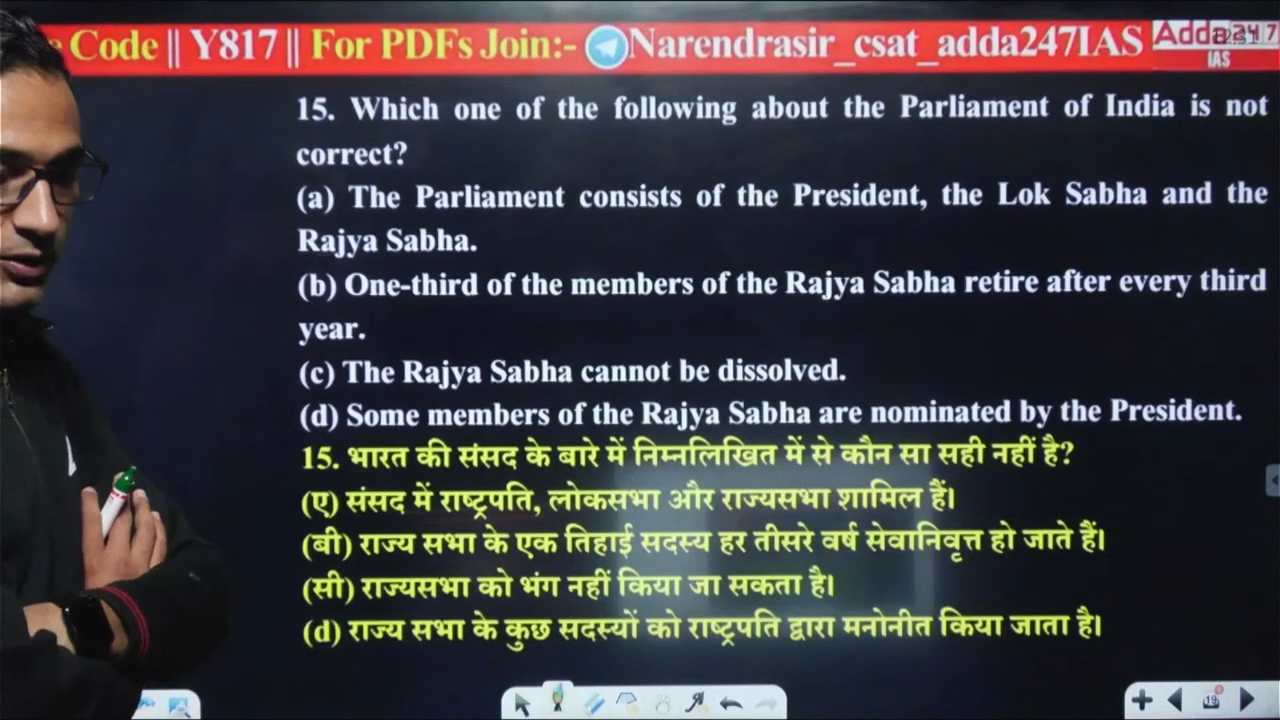 e Code || Y817 || For PDFs Join:- Narendrasir_csat_adda247IAS
Adda247
IAS
15. Which one of the following about the Parliament of India is not
correct?
(a) The Parliament consists of the President, the Lok Sabha and the
Rajya Sabha.
(b) One-third of the members of the Rajya Sabha retire after every third
year.
(c) The Rajya Sabha cannot be dissolved.
(d) Some members of the Rajya Sabha are nominated by the President.
15. भारत की संसद के बारे में निम्नलिखित में से कौन सा सही नहीं है?
(ए) संसद में राष्ट्रपति, लोकसभा और राज्यसभा शामिल हैं।
(बी) राज्य सभा के एक तिहाई सदस्य हर तीसरे वर्ष सेवानिवृत्त हो जाते हैं।
(सी) राज्यसभा को भंग नहीं किया जा सकता है।
(d) राज्य सभा के कुछ सदस्यों को राष्ट्रपति द्वारा मनोनीत किया जाता है।
19